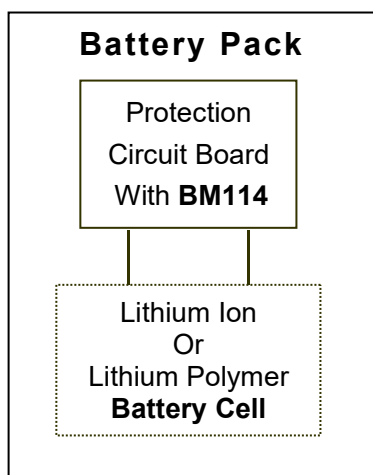 Battery Pack
Protection
Circuit Board
With BM114
Lithium Ion
Or
Lithium Polymer
Battery Cell